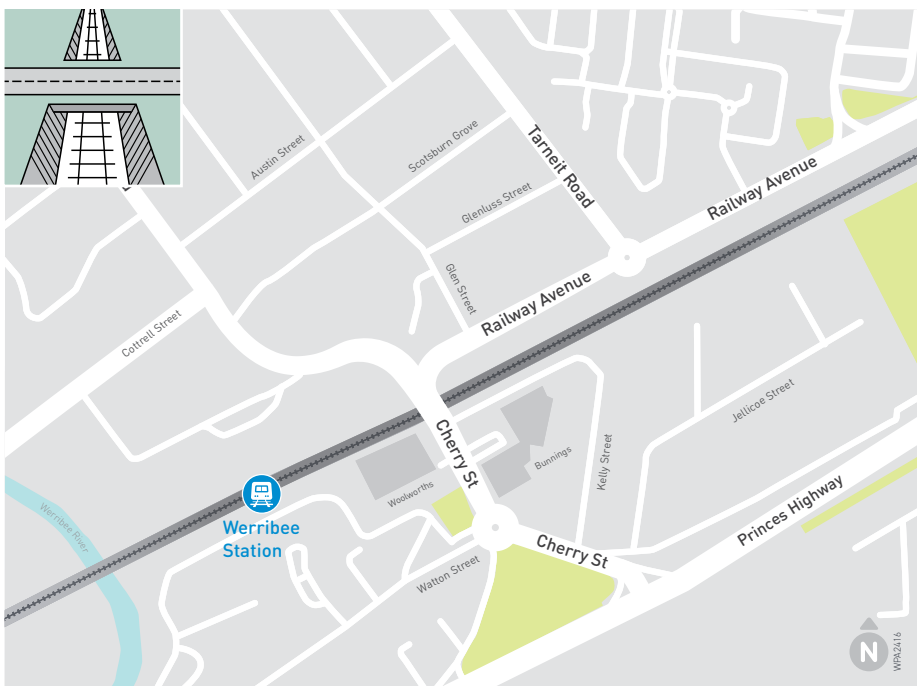 Austin Street
Scotsburn Grove
Tarneit Road
Glenluss Street
Railway Avenue
Glen Street
Railway Avenue
Cottrell Street
Jellicoe Street
Cherry St
Kelly Street
Bunnings
Woolworths
Werribee River
Werribee
Station
Princes Highway
Cherry St
Watton Street
N
WPA2416